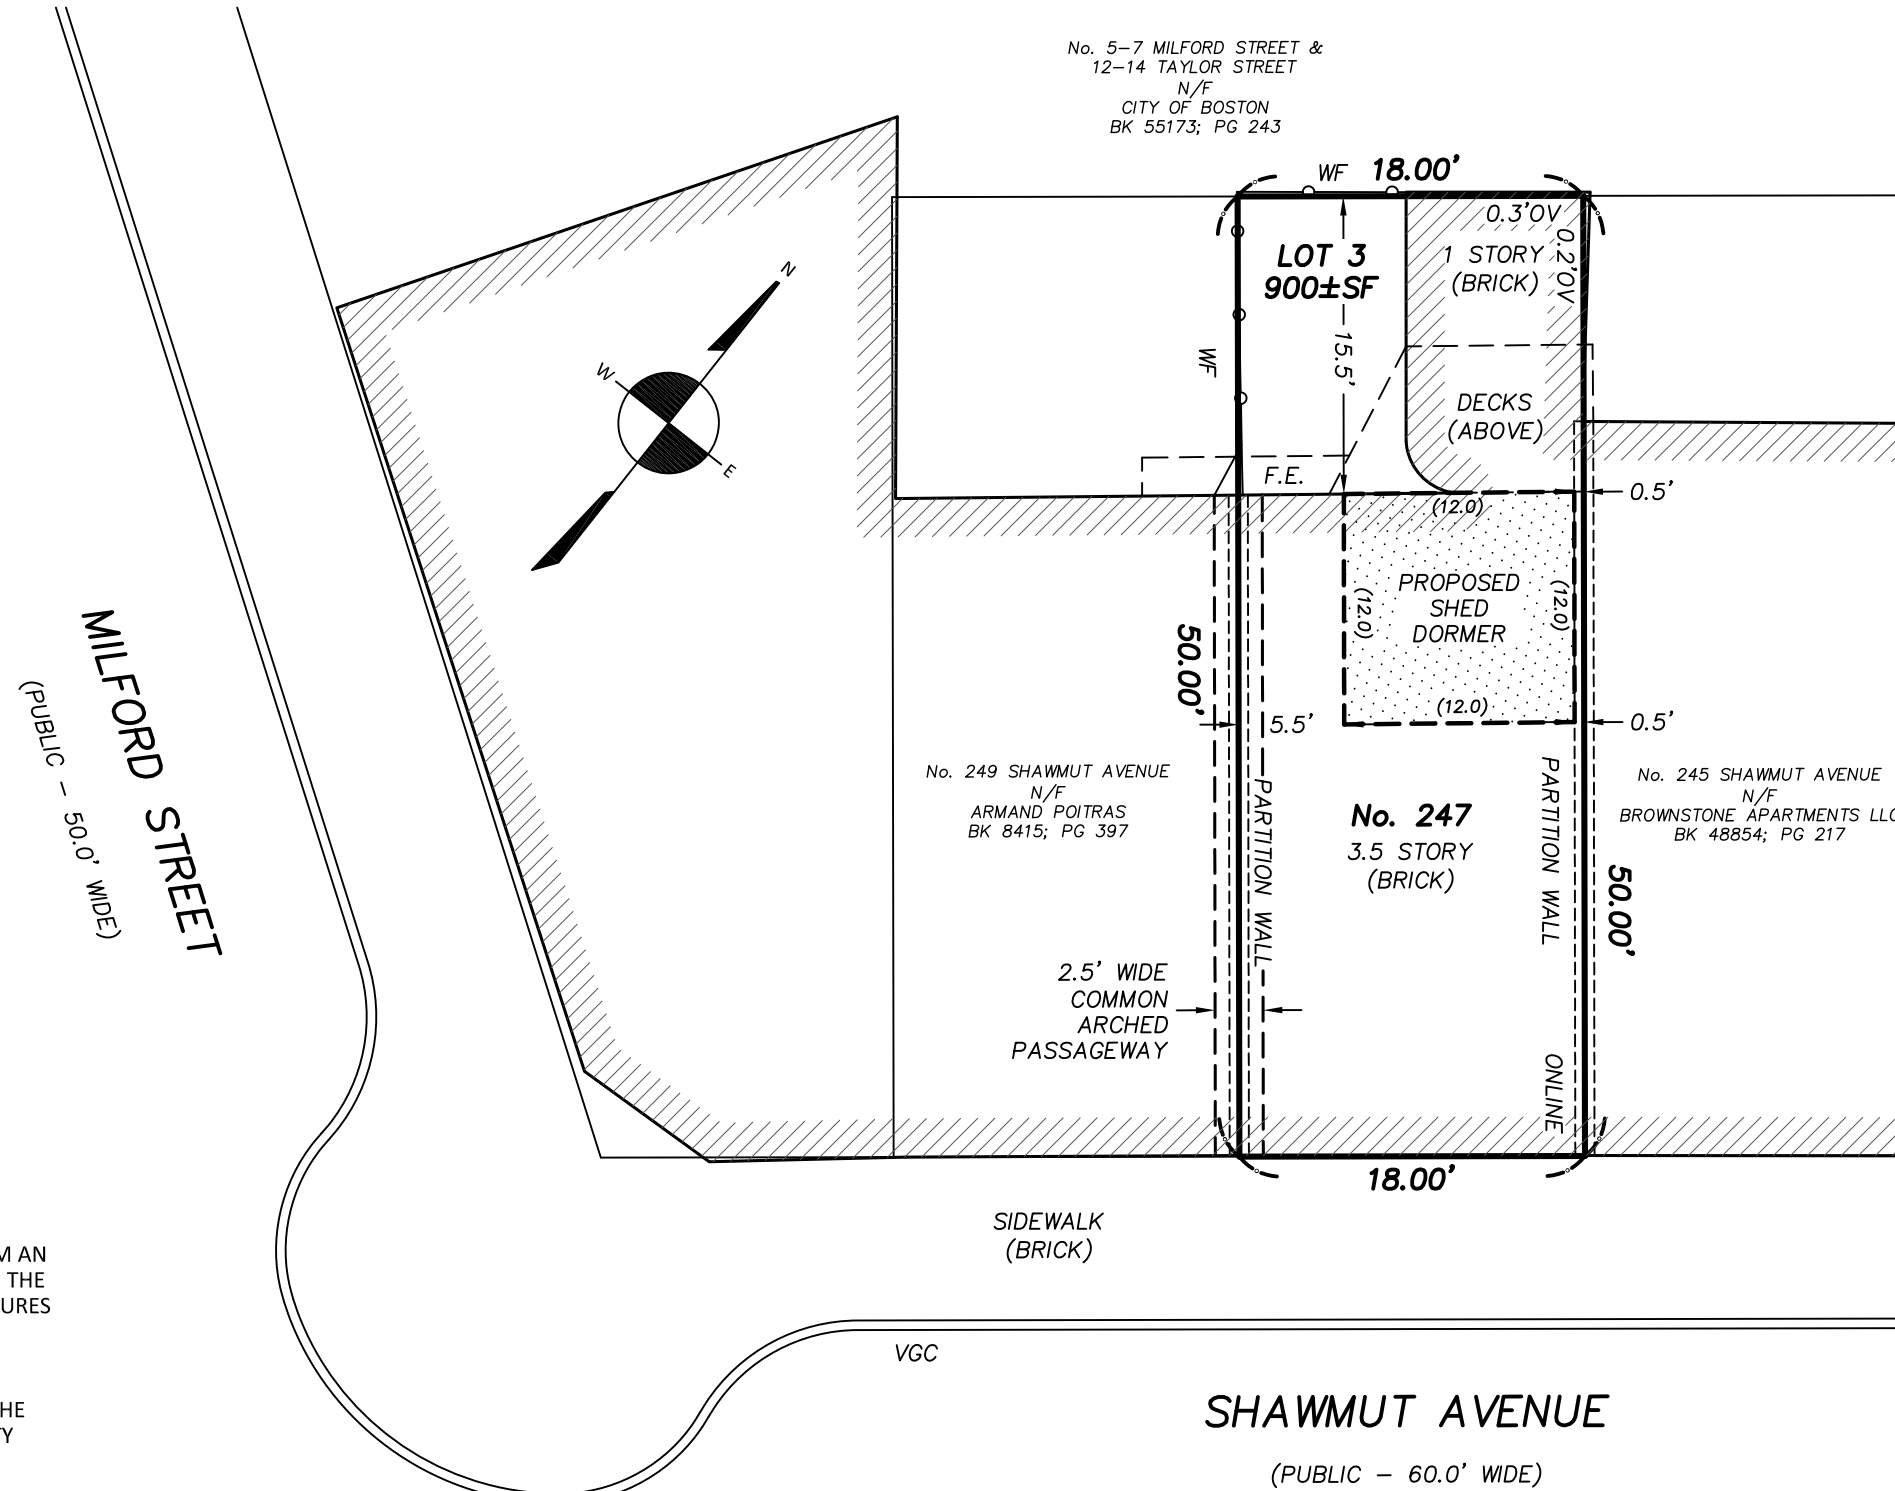 No. 5-7 MILFORD STREET &
12-14 TAYLOR STREET
N/F
CITY OF BOSTON
BK 55173; PG 243
WF
18.00'
0.3'OV
0.2'OV
LOT 3
900±SF
1 STORY
(BRICK)
15.5'
WF
DECKS
(ABOVE)
F.E.
N
W
E
0.5'
(12.0)
PROPOSED
SHED
DORMER
(12.0)
(12.0)
(12.0)
50.00'
5.5'
0.5'
MILFORD STREET
(PUBLIC - 50.0' WIDE)
No. 249 SHAWMUT AVENUE
N/F
ARMAND POITRAS
BK 8415; PG 397
PARTITION WALL
No. 247
3.5 STORY
(BRICK)
PARTITION WALL
ONLINE
No. 245 SHAWMUT AVENUE
N/F
BROWNSTONE APARTMENTS LLC
BK 48854; PG 217
50.00'
2.5' WIDE
COMMON
ARCHED
PASSAGEWAY
18.00'
SIDEWALK
(BRICK)
M AN
THE
URES
HE
TY
VGC
SHAWMUT AVENUE
(PUBLIC - 60.0' WIDE)